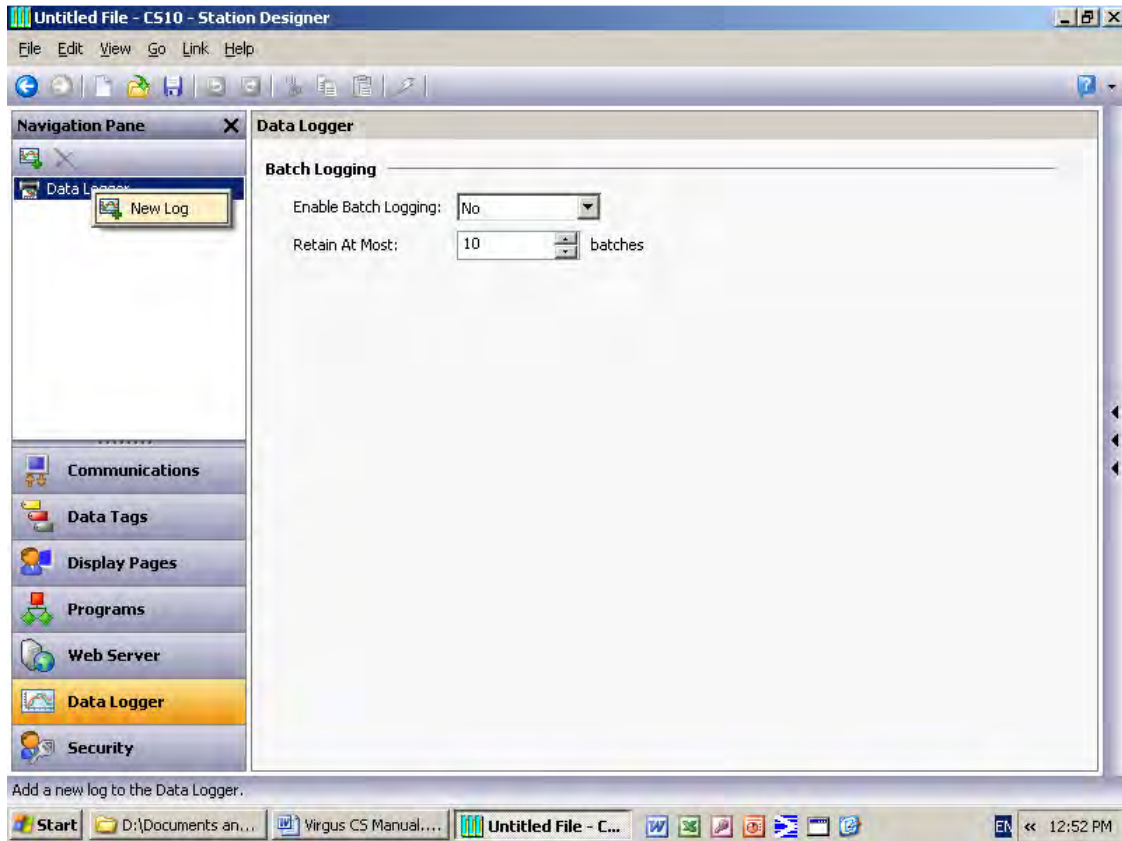 Untitled File - CS10 - Station Designer
File Edit View Go Link Help
Navigation Pane
Data Logger
New Log
Communications
Data Tags
Display Pages
Programs
Web Server
Data Logger
Security
Data Logger
Batch Logging
Enable Batch Logging: No
Retain At Most: 10 batches
Add a new log to the Data Logger.
Start D:\Documents an... Virgus CS Manual.... Untitled File - C... EN « 12:52 PM